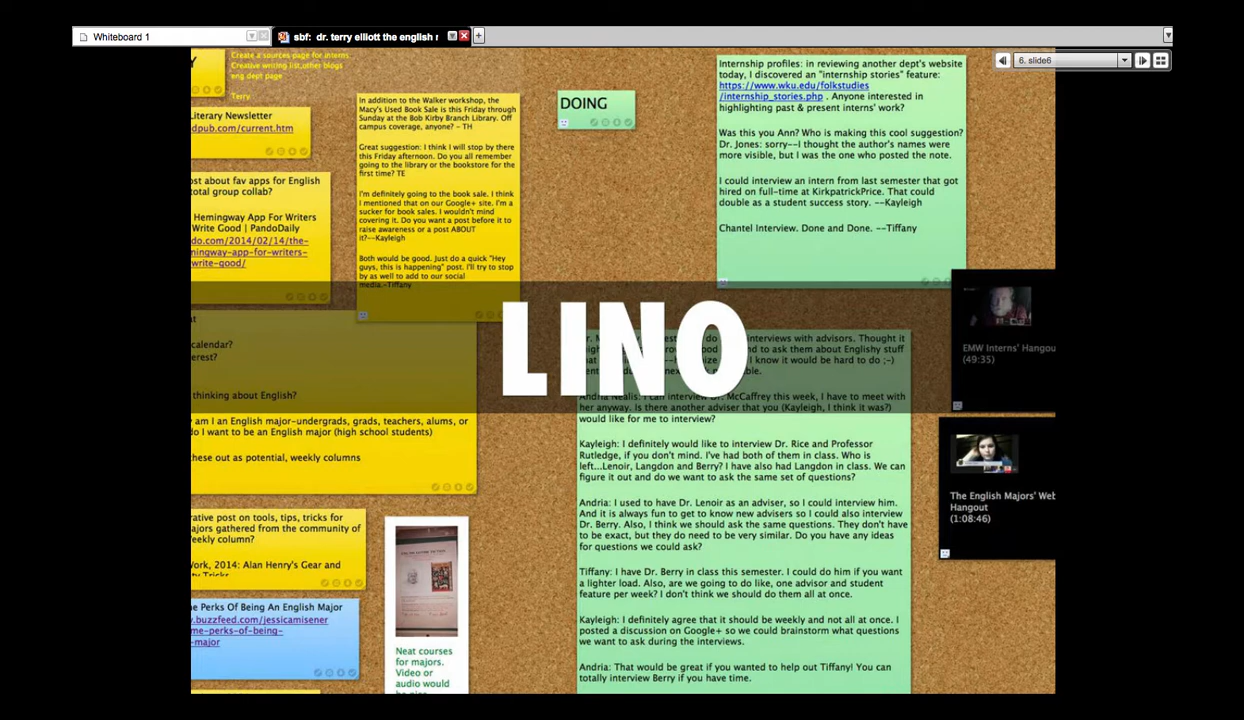 Whiteboard 1
sbf: dr. terry elliott the english r
6. slide6
Create a sources page for interns.
Creative writing list,other blogs
eng dept page
Terry
Literary Newsletter
dpub.com/current.htm
ost about fav apps for English
total group collab?
Hemingway App For Writers
Write Good | PandoDaily
do.com/2014/02/14/the-
mingway-app-for-writers-
write-good/
calendar?
erest?
thinking about English?
am I an English major-undergrads, grads, teachers, alums, or
do I want to be an English major (high school students)
hese out as potential, weekly columns
rative post on tools, tips, tricks for
ajors gathered from the community of
Weekly column?
Work, 2014: Alan Henry's Gear and
ity Tricks
e Perks Of Being An English Major
v.buzzfeed.com/jessicamisener
me-perks-of-being-
-major
In addition to the Walker workshop, the
Macy's Used Book Sale is this Friday through
Sunday at the Bob Kirby Branch Library. Off
campus coverage, anyone? - TH
Great suggestion: I think I will stop by there
this Friday afternoon. Do you all remember
going to the library or the bookstore for the
first time? TE
I'm definitely going to the book sale. I think
I mentioned that on our Google+ site. I'm a
sucker for book sales. I wouldn't mind
covering it. Do you want a post before it to
raise awareness or a post ABOUT
it?--Kayleigh
Both would be good. Just do a quick "Hey
guys, this is happening" post. I'll try to stop
by as well to add to our social
media.-Tiffany
DOING
LINO
Neat courses
for majors.
Video or
audio would
Internship profiles: in reviewing another dept's website
today, I discovered an "internship stories" feature:
https://www.wku.edu/folkstudies
/internship_stories.php . Anyone interested in
highlighting past & present interns' work?
Was this you Ann? Who is making this cool suggestion?
Dr. Jones: sorry--I thought the author's names were
more visible, but I was the one who posted the note.
I could interview an intern from last semester that got
hired on full-time at KirkpatrickPrice. That could
double as a student success story. --Kayleigh
Chantel Interview. Done and Done. --Tiffany
do interviews with advisors. Thought it
ood nd to ask them about Englishy stuff
I know it would be hard to do ;-)
Andria Nealis: I can interview Dr. McCaffrey this week, I have to meet with
her anyway. Is there another adviser that you (Kayleigh, I think it was?)
would like for me to interview?
Kayleigh: I definitely would like to interview Dr. Rice and Professor
Rutledge, if you don't mind. I've had both of them in class. Who is
left...Lenoir, Langdon and Berry? I have also had Langdon in class. We can
figure it out and do we want to ask the same set of questions?
Andria: I used to have Dr. Lenoir as an adviser, so I could interview him.
And it is always fun to get to know new advisers so I could also interview
Dr. Berry. Also, I think we should ask the same questions. They don't have
to be exact, but they do need to be very similar. Do you have any ideas
for questions we could ask?
Tiffany: I have Dr. Berry in class this semester. I could do him if you want
a lighter load. Also, are we going to do like, one advisor and student
feature per week? I don't think we should do them all at once.
Kayleigh: I definitely agree that it should be weekly and not all at once. I
posted a discussion on Google+ so we could brainstorm what questions
we want to ask during the interviews.
Andria: That would be great if you wanted to help out Tiffany! You can
totally interview Berry if you have time.
EMW Interns' Hangou
(49:35)
The English Majors' Web
Hangout
(1:08:46)